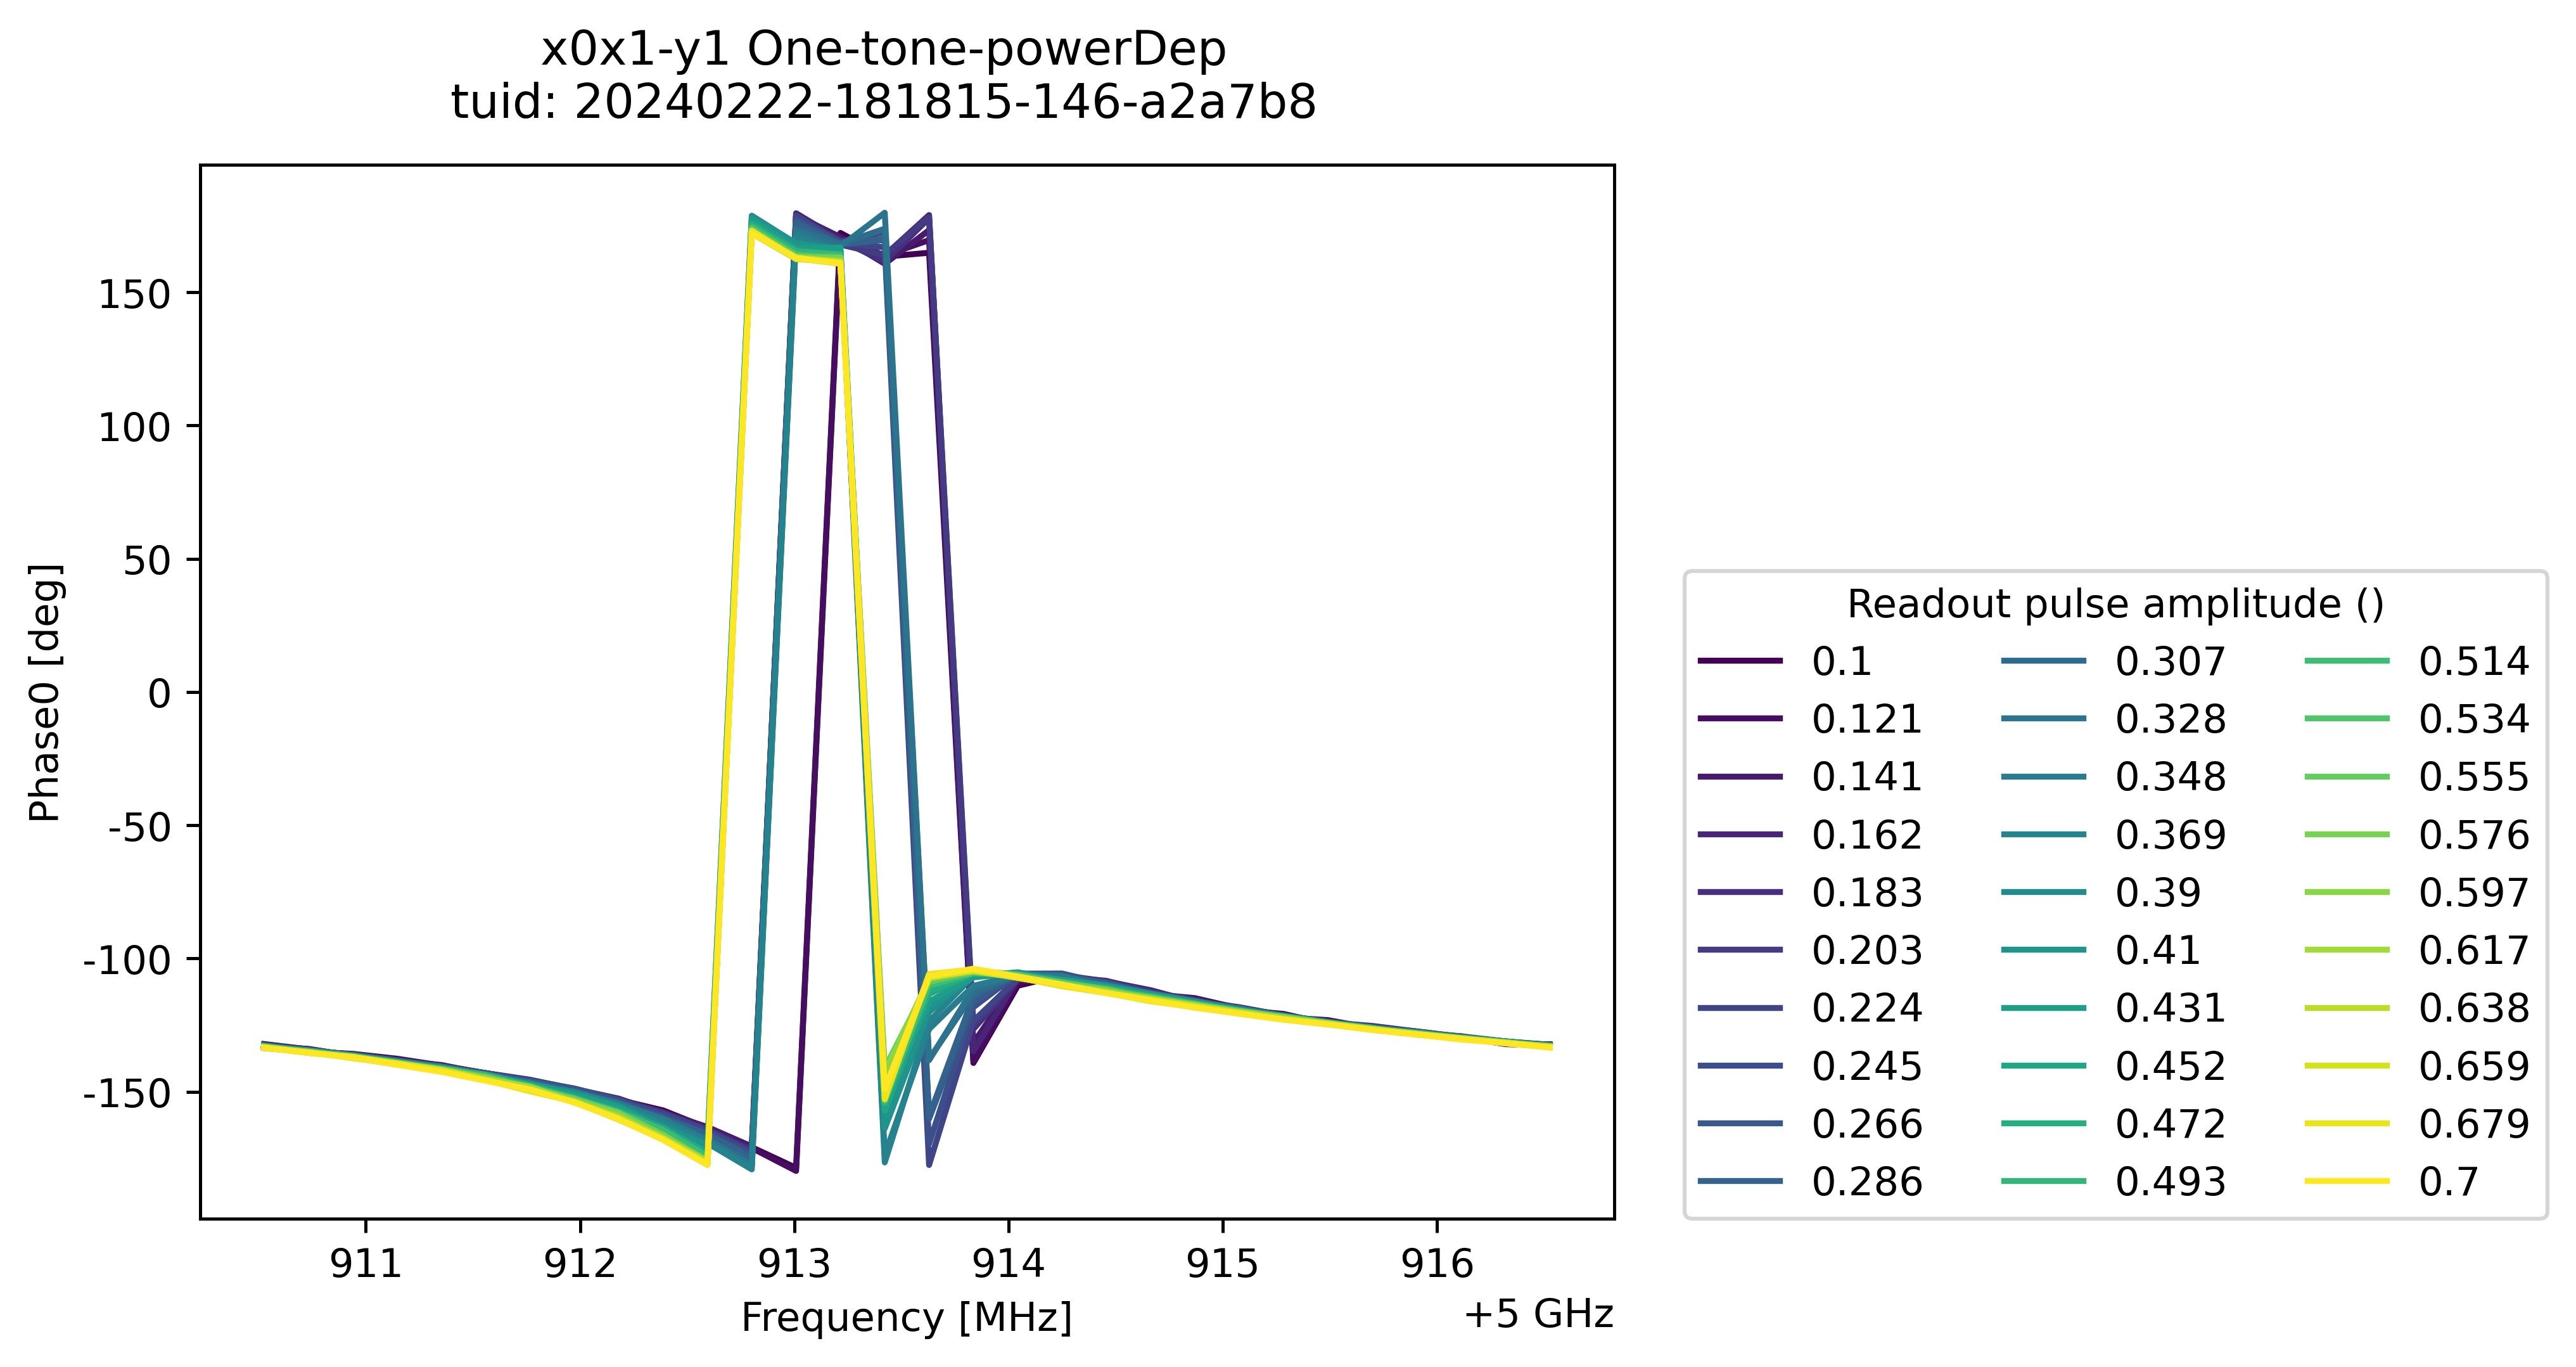 x0x1-y1 One-tone-powerDep
tuid: 20240222-181815-146-a2a7b8
Phase0 [deg]
150
100
50
0
-50
-100
-150
911 912 913 914 915 916
Frequency [MHz]
+5 GHz
Readout pulse amplitude ()
0.1 0.307 0.514
0.121 0.328 0.534
0.141 0.348 0.555
0.162 0.369 0.576
0.183 0.39 0.597
0.203 0.41 0.617
0.224 0.431 0.638
0.245 0.452 0.659
0.266 0.472 0.679
0.286 0.493 0.7